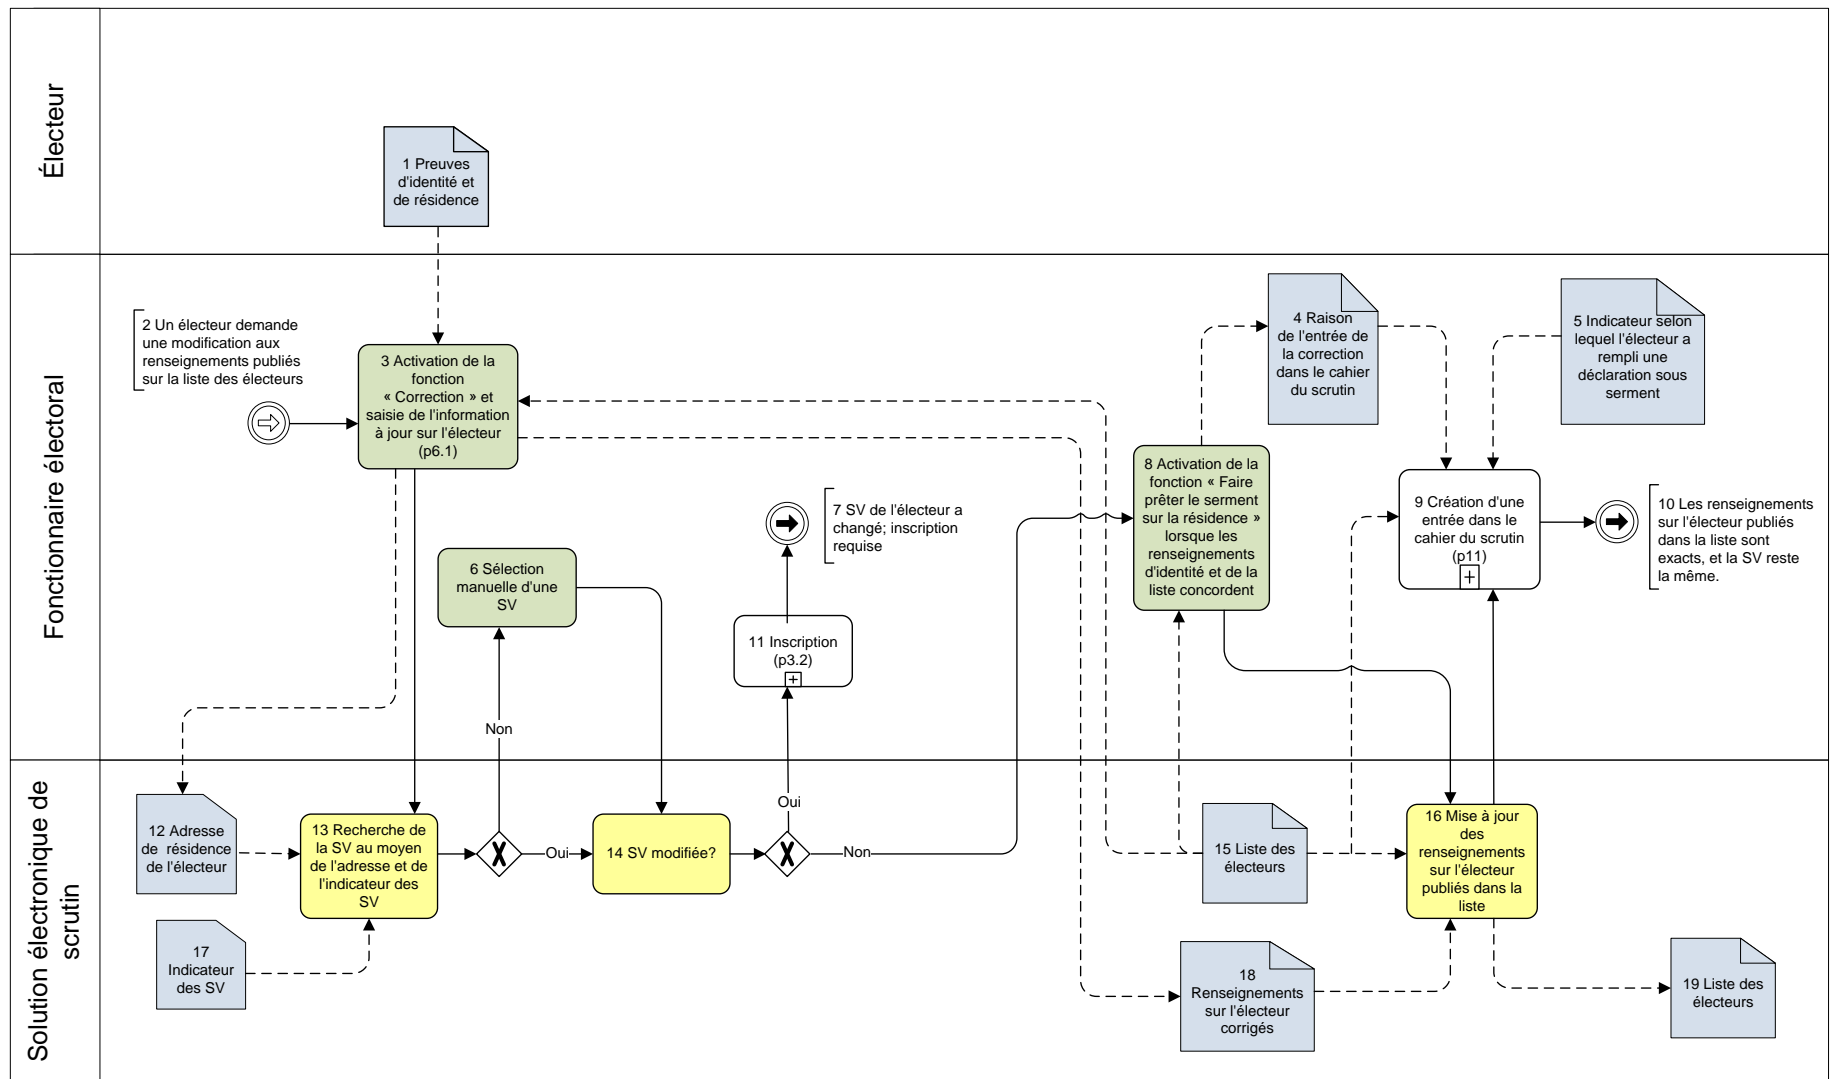 Électeur
1 Preuves
d'identité et
de résidence
Fonctionnaire électoral
2 Un électeur demande
une modification aux
renseignements publiés
sur la liste des électeurs
3 Activation de la
fonction
« Correction » et
saisie de l'information
à jour sur l'électeur
(p6.1)
4 Raison
de l'entrée de
la correction
dans le cahier
du scrutin
5 Indicateur selon
lequel l'électeur a
rempli une
déclaration sous
serment
6 Sélection
manuelle d'une
SV
7 SV de l'électeur a
changé; inscription
requise
8 Activation de la
fonction « Faire
prêter le serment
sur la résidence »
lorsque les
renseignements
d'identité et de la
liste concordent
9 Création d'une
entrée dans le
cahier du scrutin
(p11)
10 Les renseignements
sur l'électeur publiés
dans la liste sont
exacts, et la SV reste
la même.
11 Inscription
(p3.2)
Non
Solution électronique de
scrutin
12 Adresse
de résidence
de l'électeur
13 Recherche de
la SV au moyen
de l'adresse et de
l'indicateur des
SV
Oui
14 SV modifiée?
Oui
Non
15 Liste des
électeurs
16 Mise à jour
des
renseignements
sur l'électeur
publiés dans la
liste
17
Indicateur
des SV
18
Renseignements
sur l'électeur
corrigés
19 Liste des
électeurs